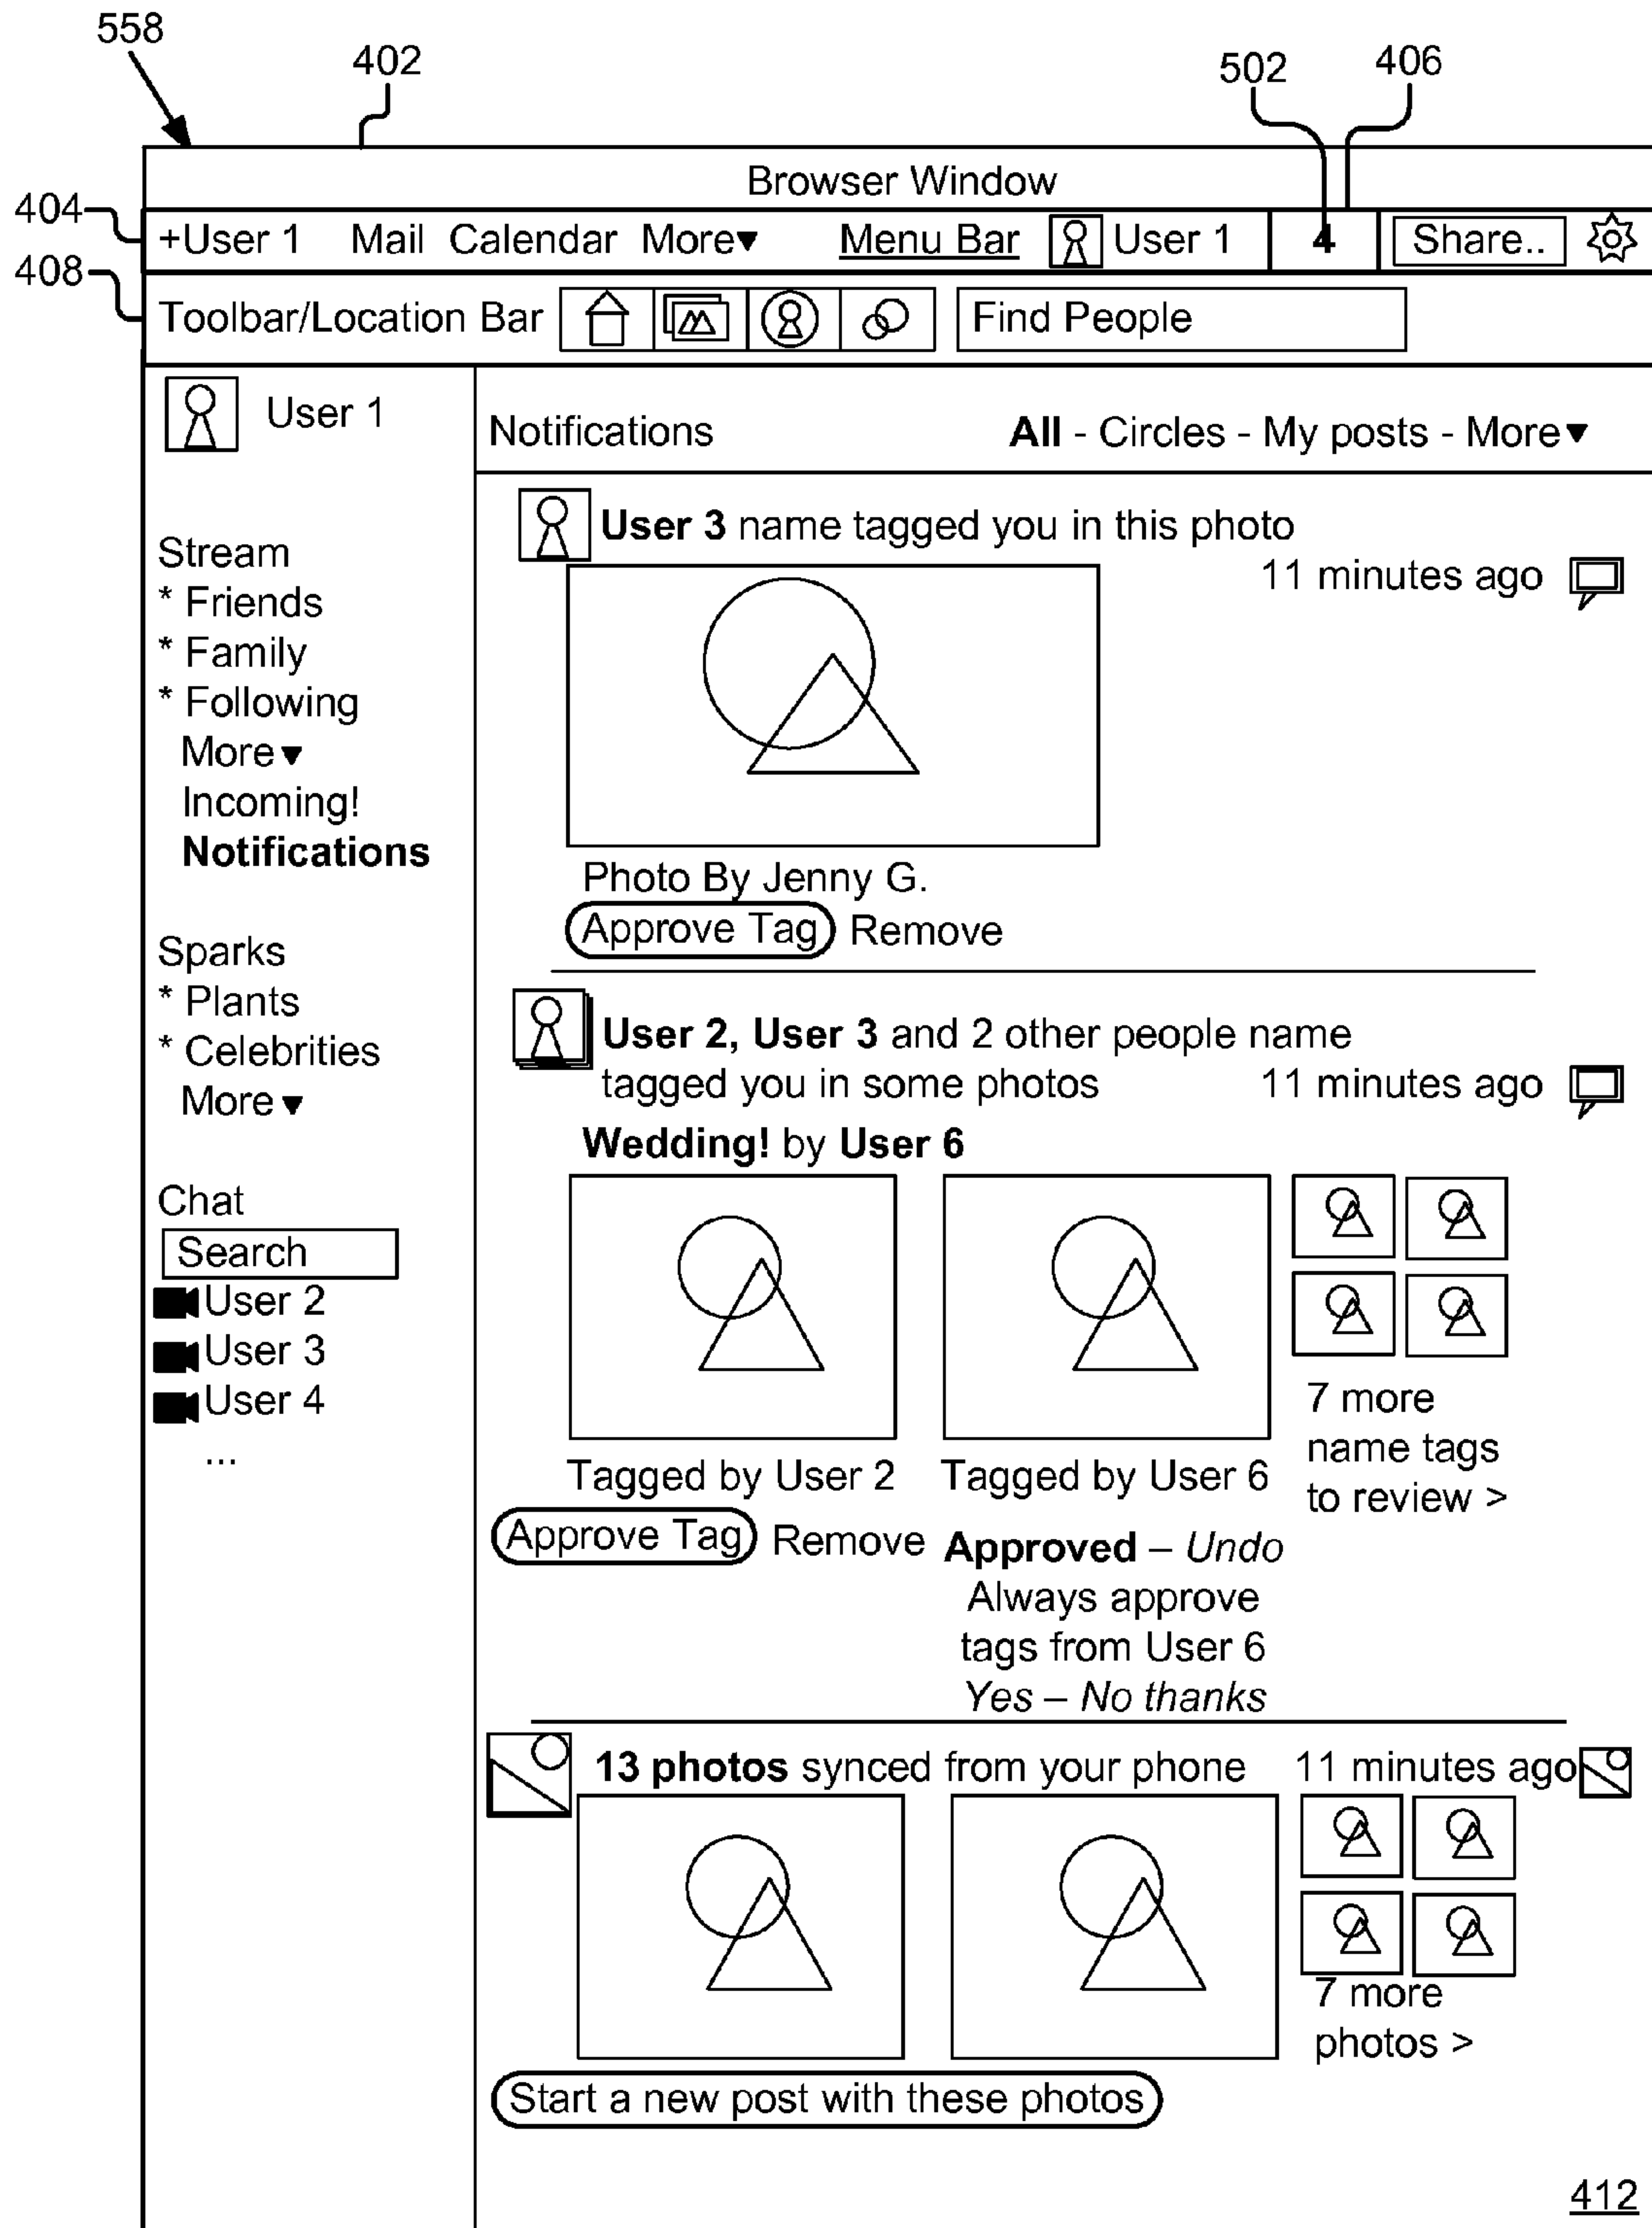 558
402
502
406
Browser Window
404
+User 1 Mail Calendar More▾ Menu Bar User 1 4 Share..
408
Toolbar/Location Bar Find People
User 1
Stream
* Friends
* Family
* Following
More▾
Incoming!
Notifications
Sparks
* Plants
* Celebrities
More▾
Chat
Search
User 2
User 3
User 4
...
Notifications All - Circles - My posts - More▾
User 3 name tagged you in this photo
11 minutes ago
Photo By Jenny G.
Approve Tag Remove
User 2, User 3 and 2 other people name
tagged you in some photos 11 minutes ago
Wedding! by User 6
7 more
name tags
to review >
Tagged by User 2 Tagged by User 6
Approve Tag Remove Approved – Undo
Always approve
tags from User 6
Yes – No thanks
13 photos synced from your phone 11 minutes ago
7 more
photos >
Start a new post with these photos
412